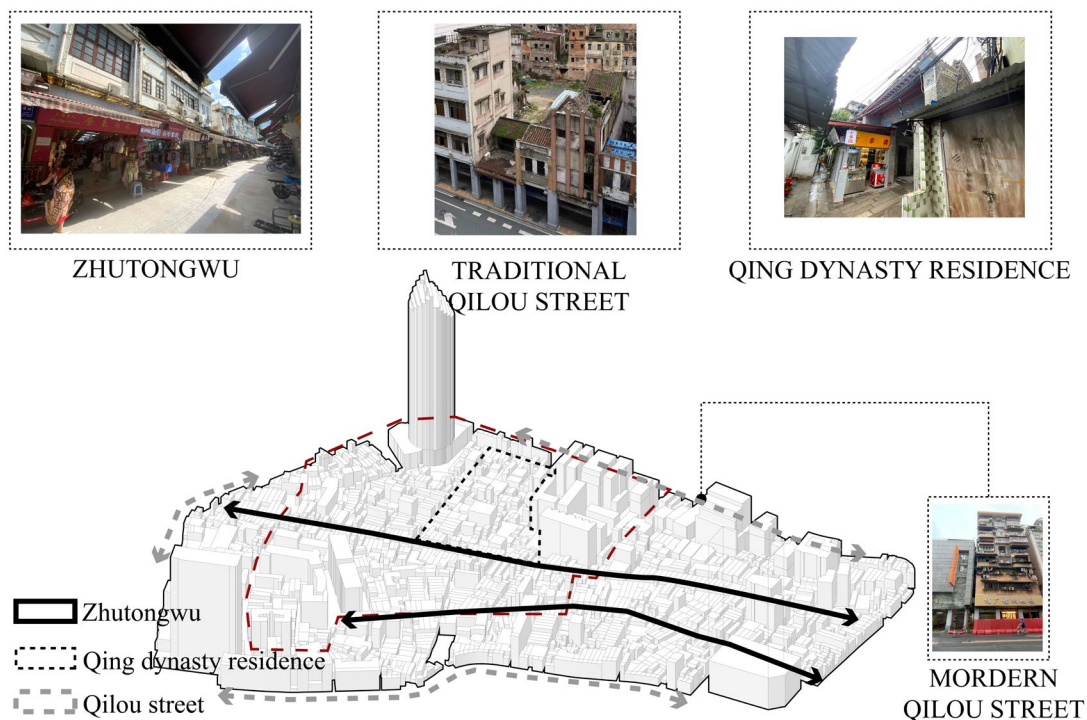 ZHUTONGWU
TRADITIONAL
QILOU STREET
QING DYNASTY RESIDENCE
Zhutongwu
Qing dynasty residence
Qilou street
MORDERN
QILOU STREET